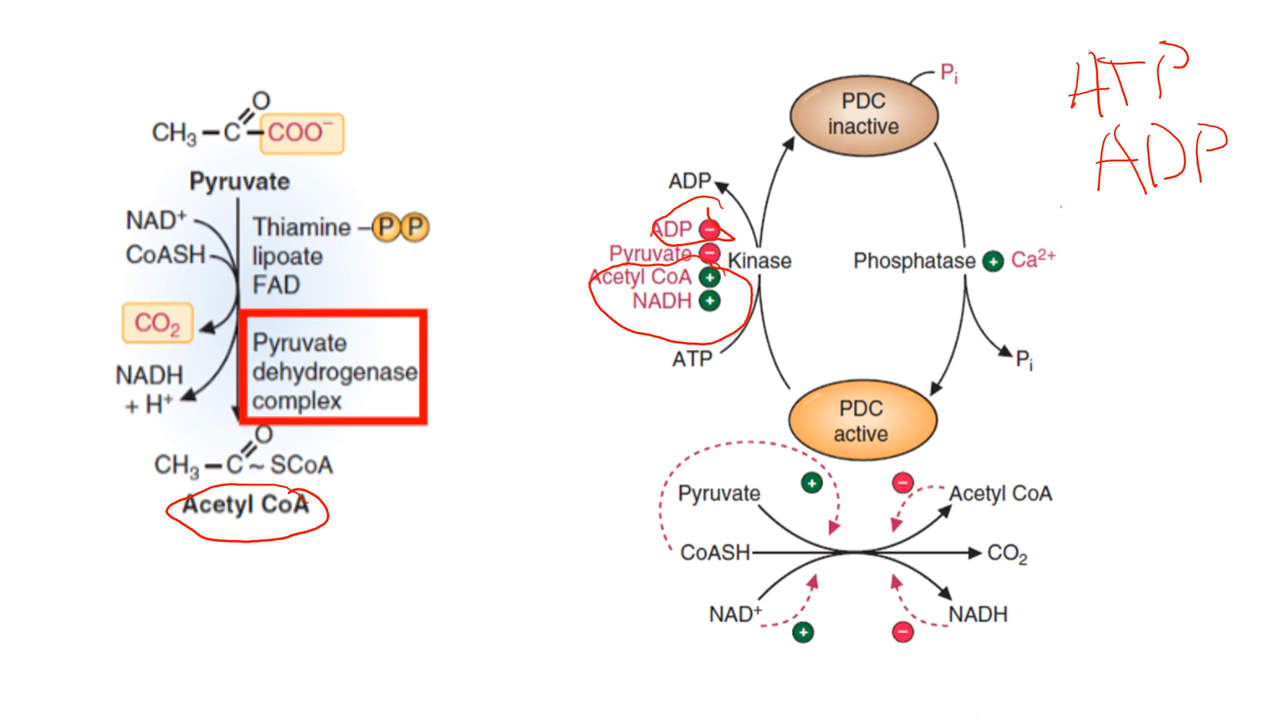 O
CH₃–C–COO⁻
Pyruvate
NAD⁺
CoASH
Thiamine – P P
lipoate
FAD
CO₂
NADH
+ H⁺
Pyruvate
dehydrogenase
complex
O
CH₃–C ~ SCoA
Acetyl CoA
PDC
inactive
Pᵢ
ADP
ADP −
Pyruvate −
Acetyl CoA +
NADH +
ATP
Kinase
Phosphatase + Ca²⁺
Pᵢ
PDC
active
Pyruvate
+
−
Acetyl CoA
CoASH
CO₂
NAD⁺
+
−
NADH
ATP
ADP